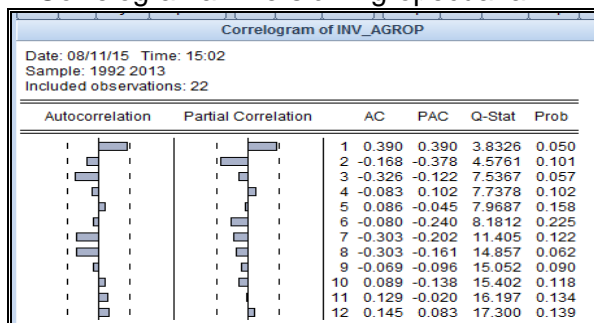 Correlogram of INV_AGROP
Date: 08/11/15 Time: 15:02
Sample: 1992 2013
Included observations: 22
Autocorrelation Partial Correlation AC PAC Q-Stat Prob
1 0.390 0.390 3.8326 0.050
2 -0.168 -0.378 4.5761 0.101
3 -0.326 -0.122 7.5367 0.057
4 -0.083 0.102 7.7378 0.102
5 0.086 -0.045 7.9687 0.158
6 -0.080 -0.240 8.1812 0.225
7 -0.303 -0.202 11.405 0.122
8 -0.303 -0.161 14.857 0.062
9 -0.069 -0.096 15.052 0.090
10 0.089 -0.138 15.402 0.118
11 0.129 -0.020 16.197 0.134
12 0.145 0.083 17.300 0.139